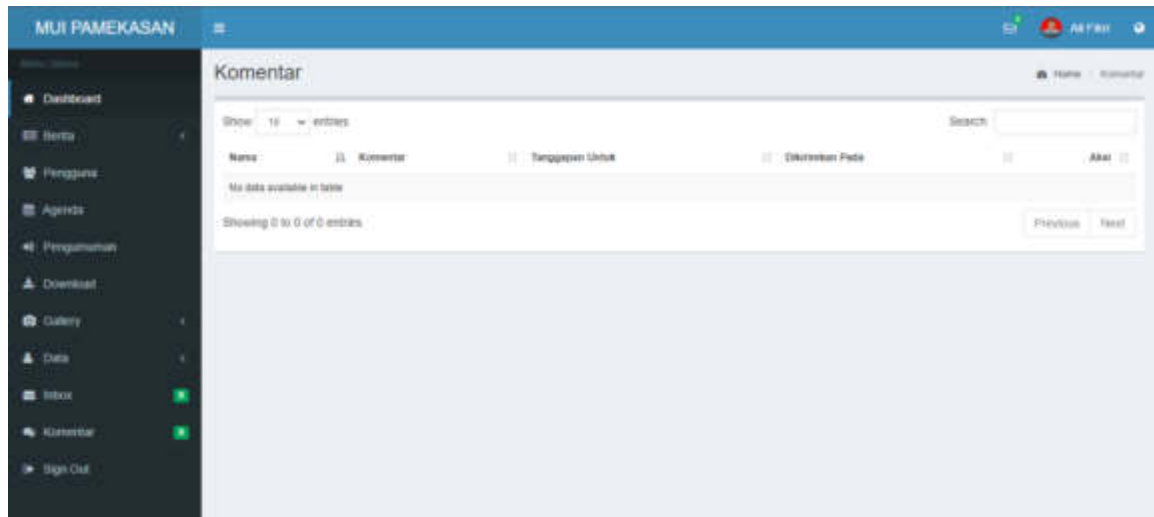 MUI PAMEKASAN
Komentar
Home
Komentar
Dashboard
Berita
Pengguna
Agenda
Pengumuman
Download
Gallery
Data
Inbox
Komentar
Sign Out
Show 10 entries
Search
Nama Komentar Tanggapan Untuk Dikirimkan Pada Aksi
No data available in table
Showing 0 to 0 of 0 entries
Previous Next